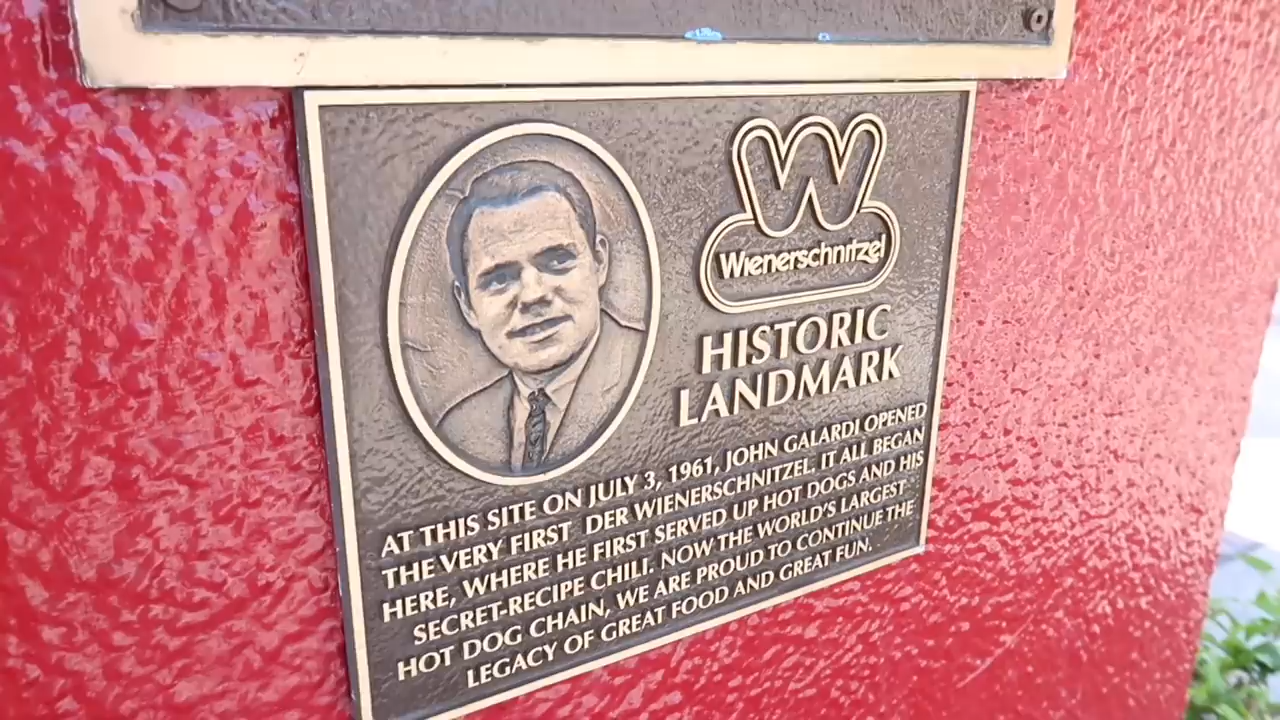 W
Wienerschnitzel
HISTORIC
LANDMARK
AT THIS SITE ON JULY 3, 1961, JOHN GALARDI OPENED
THE VERY FIRST DER WIENERSCHNITZEL. IT ALL BEGAN
HERE, WHERE HE FIRST SERVED UP HOT DOGS AND HIS
SECRET-RECIPE CHILI. NOW THE WORLD'S LARGEST
HOT DOG CHAIN, WE ARE PROUD TO CONTINUE THE
LEGACY OF GREAT FOOD AND GREAT FUN.